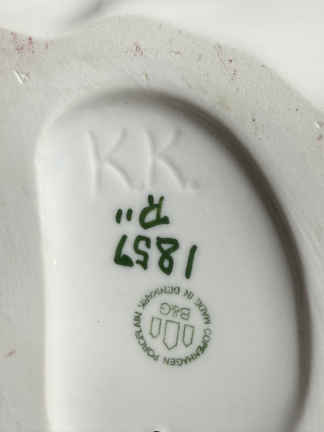 K.K.
R,,
1857
B&G
MADE IN DENMARK
COPENHAGEN PORCELAIN